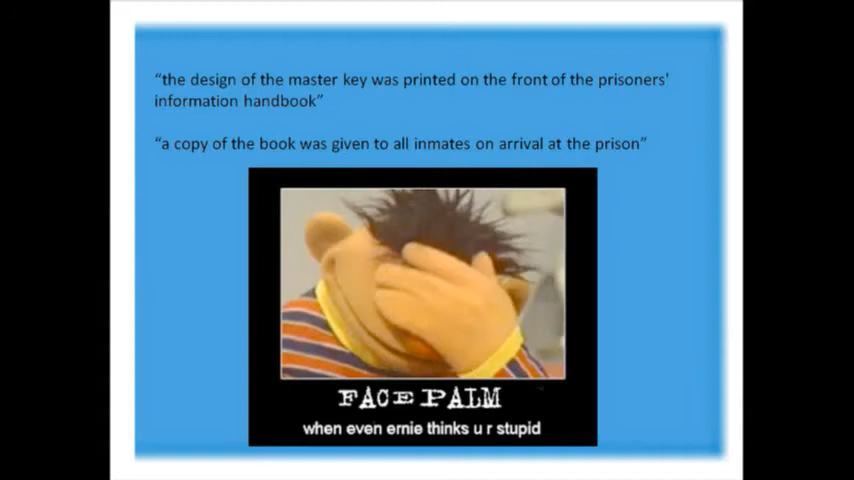 “the design of the master key was printed on the front of the prisoners'
information handbook”
“a copy of the book was given to all inmates on arrival at the prison”
FACE PALM
when even ernie thinks u r stupid